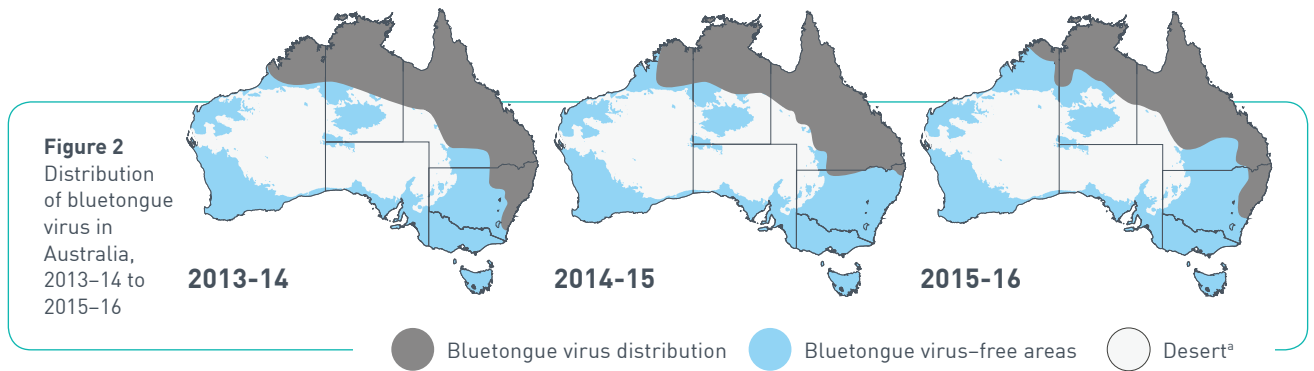 Figure 2
Distribution
of bluetongue
virus in
Australia,
2013–14 to
2015–16
2013-14
2014-15
2015-16
Bluetongue virus distribution
Bluetongue virus–free areas
Desertᵃ